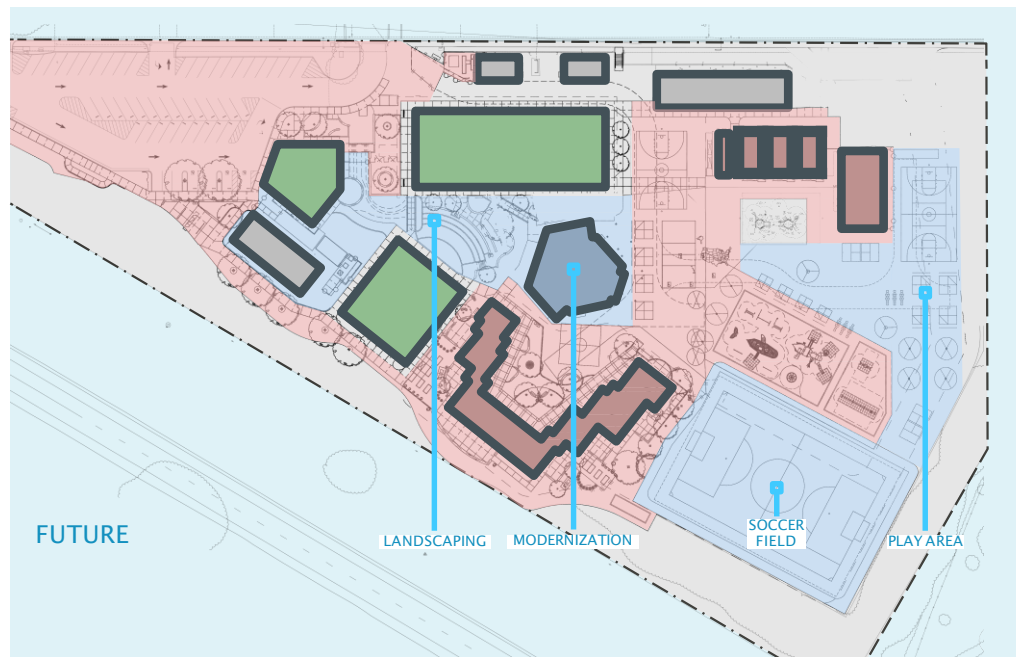 FUTURE
LANDSCAPING
MODERNIZATION
SOCCER
FIELD
PLAY AREA